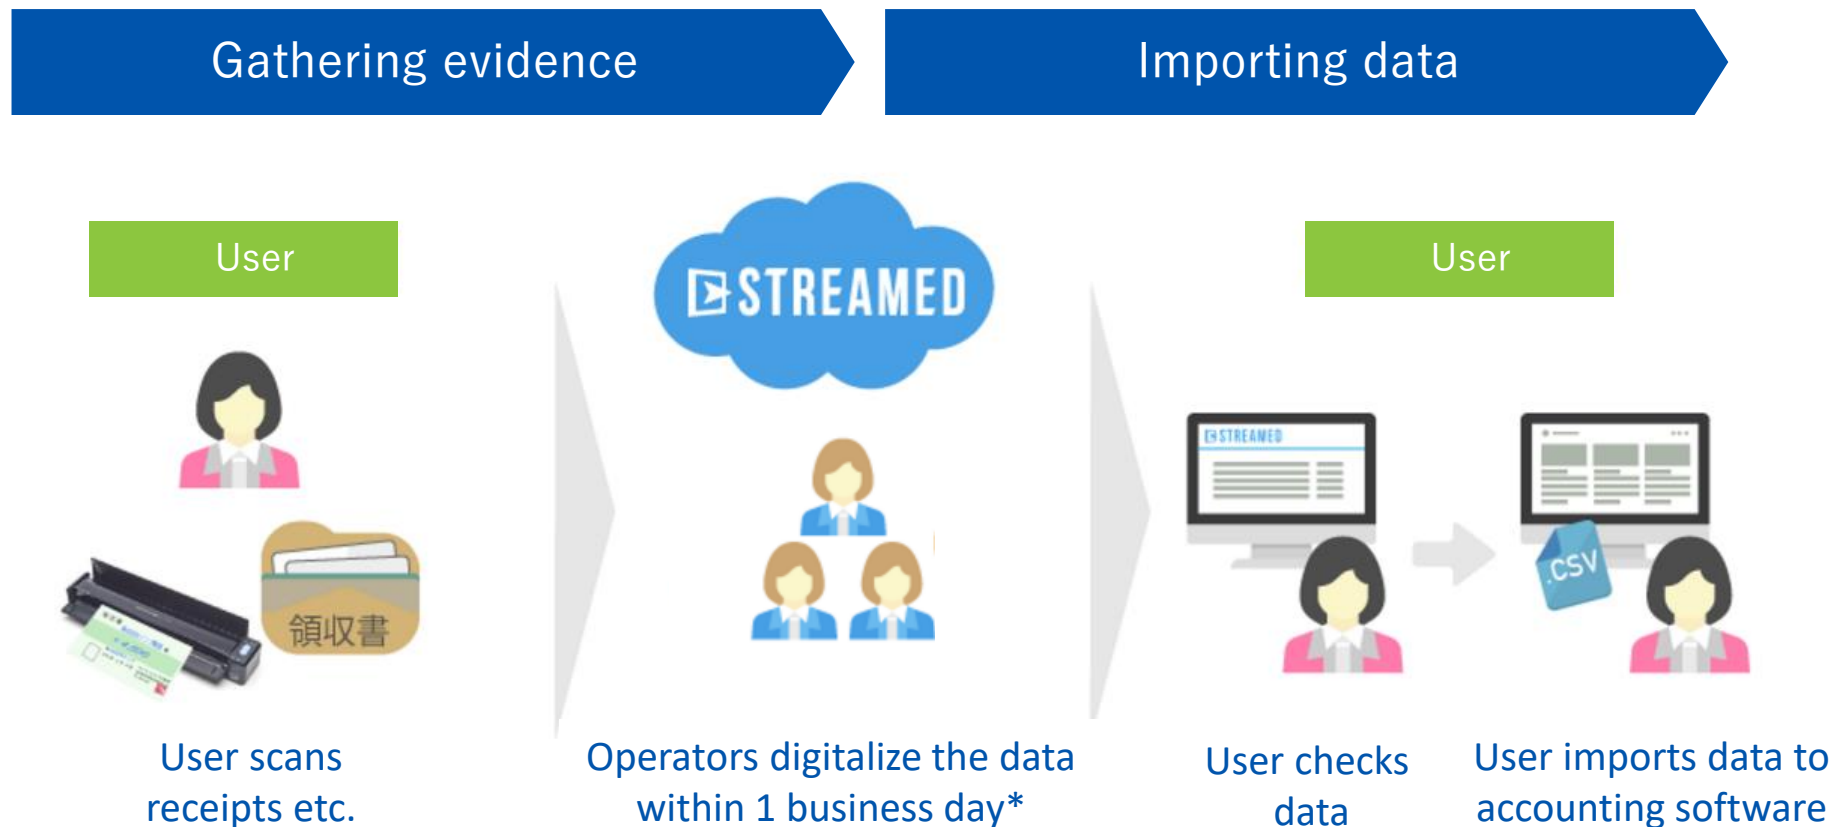 Gathering evidence
Importing data
User
STREAMED
User
STREAMED
.CSV
領収書
User scans
receipts etc.
Operators digitalize the data
within 1 business day*
User checks
data
User imports data to
accounting software